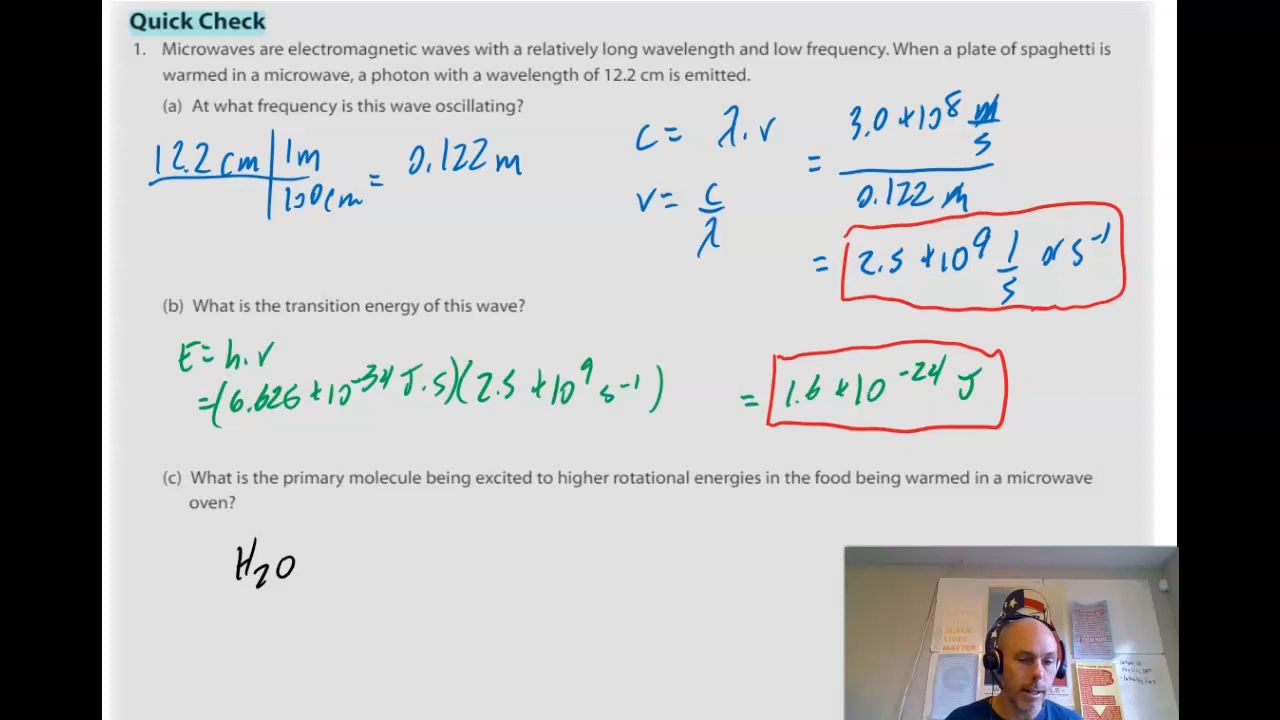 Quick Check
1. Microwaves are electromagnetic waves with a relatively long wavelength and low frequency. When a plate of spaghetti is
warmed in a microwave, a photon with a wavelength of 12.2 cm is emitted.
(a) At what frequency is this wave oscillating?
12.2 cm | 1m
100cm
= 0.122 m
c = λ.ν
ν = c
λ
= 3.0 * 10^8 m
s
0.122 m
= 2.5 * 10^9 1 or s^-1
s
(b) What is the transition energy of this wave?
E = h.ν
= (6.626 * 10^-34 J.s)(2.5 * 10^9 s^-1) = 1.6 * 10^-24 J
(c) What is the primary molecule being excited to higher rotational energies in the food being warmed in a microwave
oven?
H₂O
BLACK
LIVES
MATTER